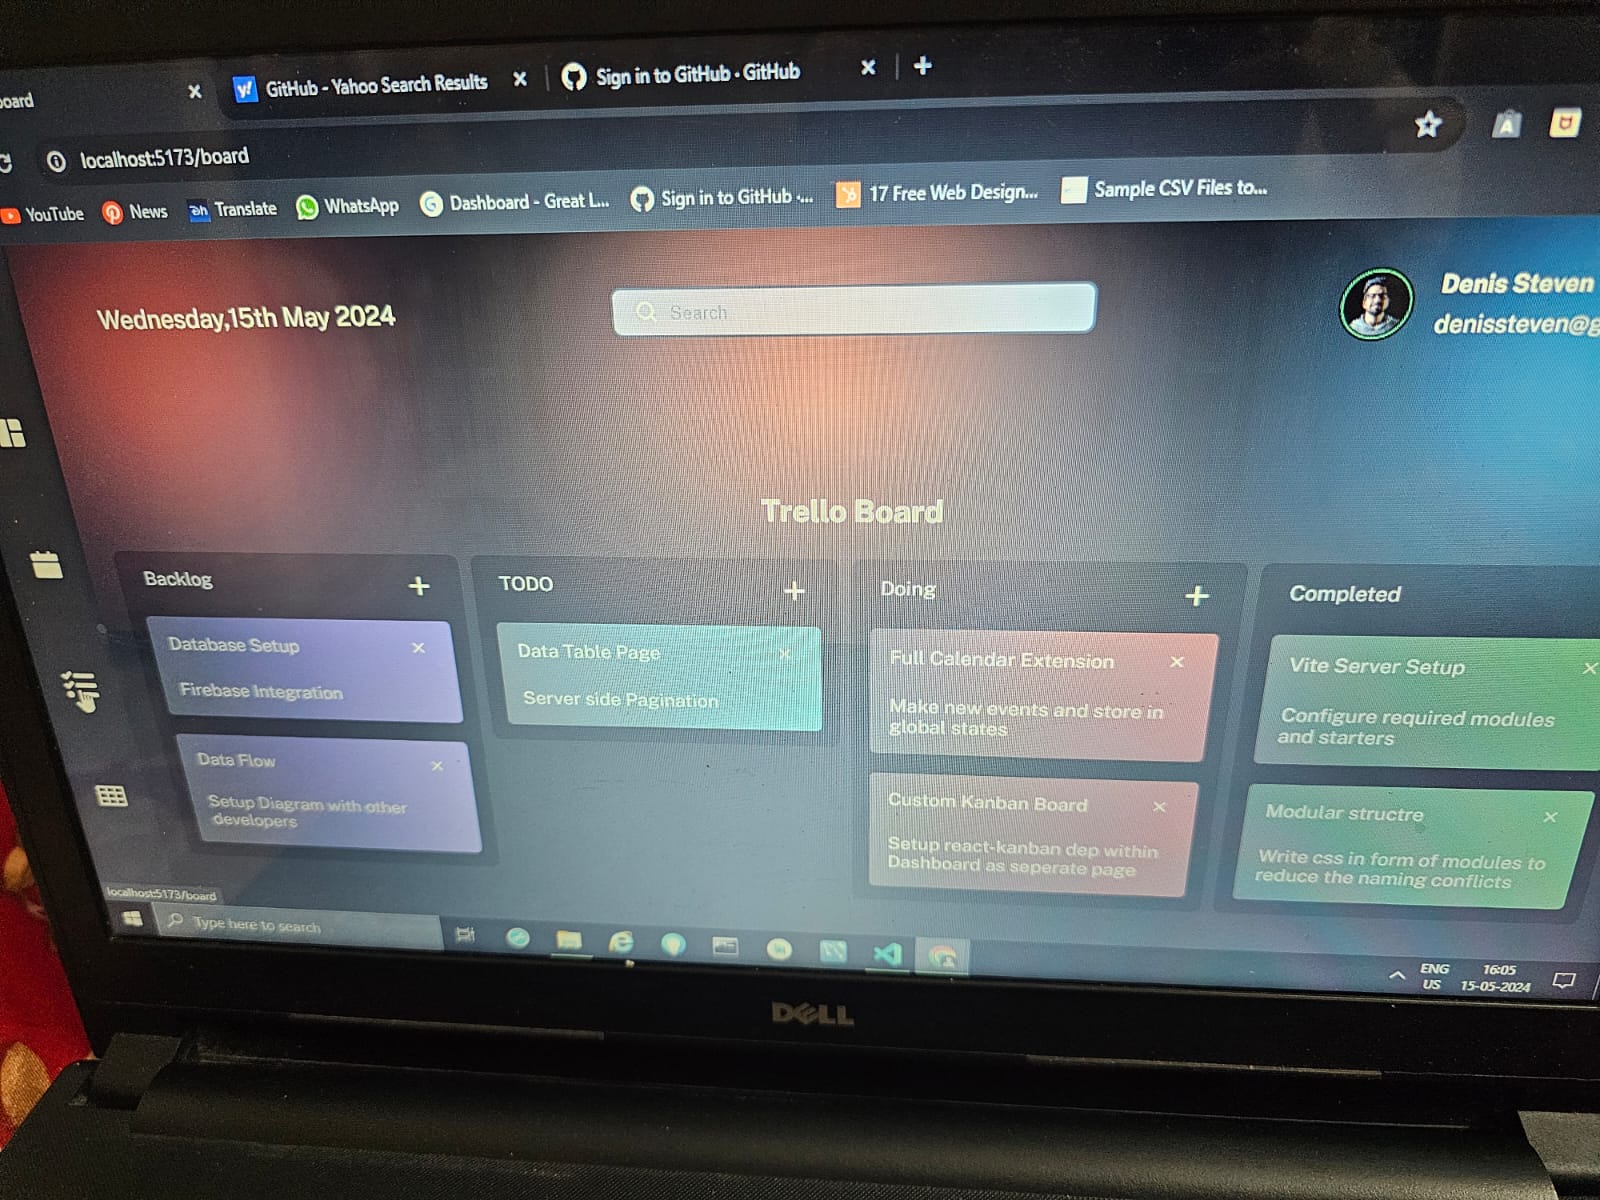 oard
GitHub - Yahoo Search Results
Sign in to GitHub · GitHub
localhost:5173/board
YouTube
News
Translate
WhatsApp
Dashboard - Great L...
Sign in to GitHub ·...
17 Free Web Design...
Sample CSV Files to...
Wednesday,15th May 2024
Search
Denis Steven
denissteven@g
Trello Board
Backlog
Database Setup
Firebase Integration
Data Flow
Setup Diagram with other
developers
TODO
Data Table Page
Server side Pagination
Doing
Full Calendar Extension
Make new events and store in
global states
Custom Kanban Board
Setup react-kanban dep within
Dashboard as seperate page
Completed
Vite Server Setup
Configure required modules
and starters
Modular structre
Write css in form of modules to
reduce the naming conflicts
localhost:5173/board
Type here to search
ENG
US
16:05
15-05-2024
DELL